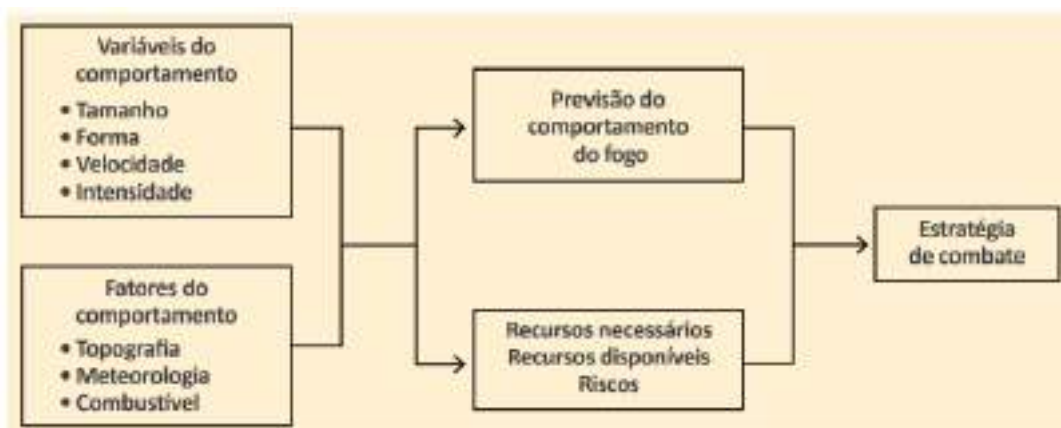 Variáveis do
comportamento
• Tamanho
• Forma
• Velocidade
• Intensidade
Fatores do
comportamento
• Topografia
• Meteorologia
• Combustível
Previsão do
comportamento
do fogo
Recursos necessários
Recursos disponíveis
Riscos
Estratégia
de combate